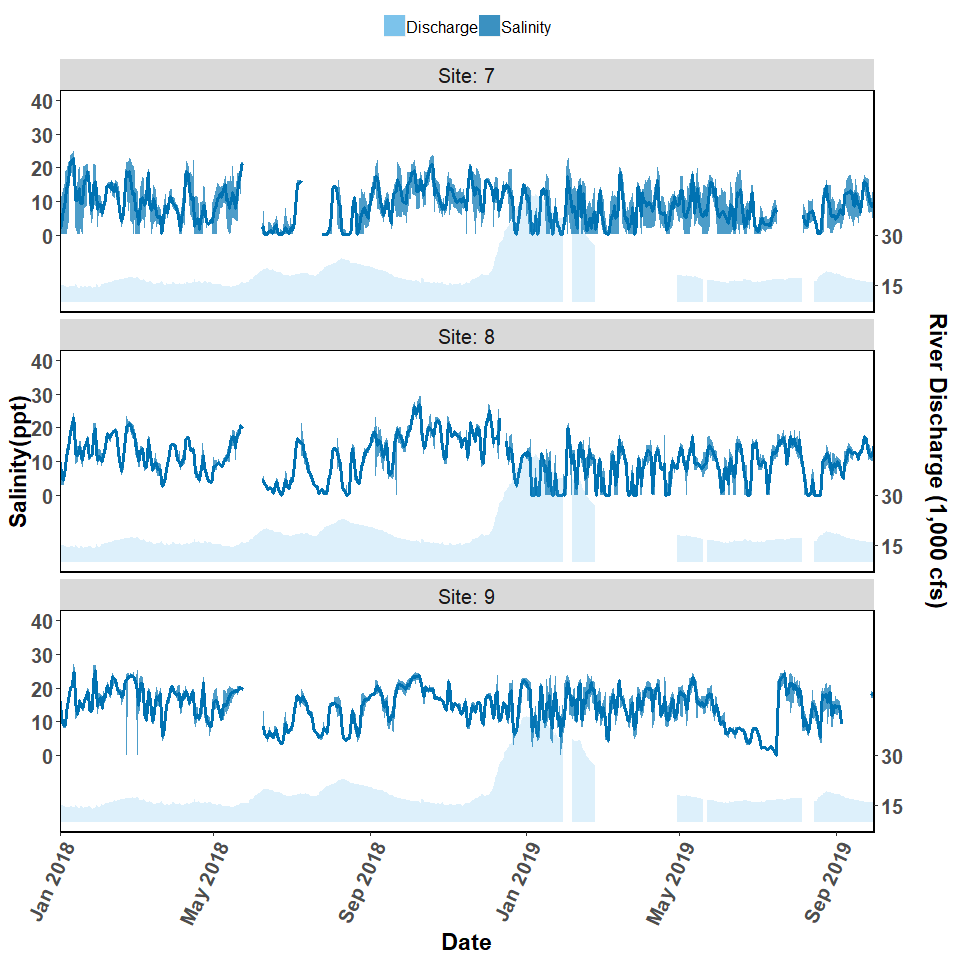 Discharge Salinity
Site: 7
40
30
20
10
0
30
15
Site: 8
40
30
20
10
0
30
15
Site: 9
40
30
20
10
0
30
15
Salinity(ppt)
River Discharge (1,000 cfs)
Jan 2018
May 2018
Sep 2018
Jan 2019
May 2019
Sep 2019
Date